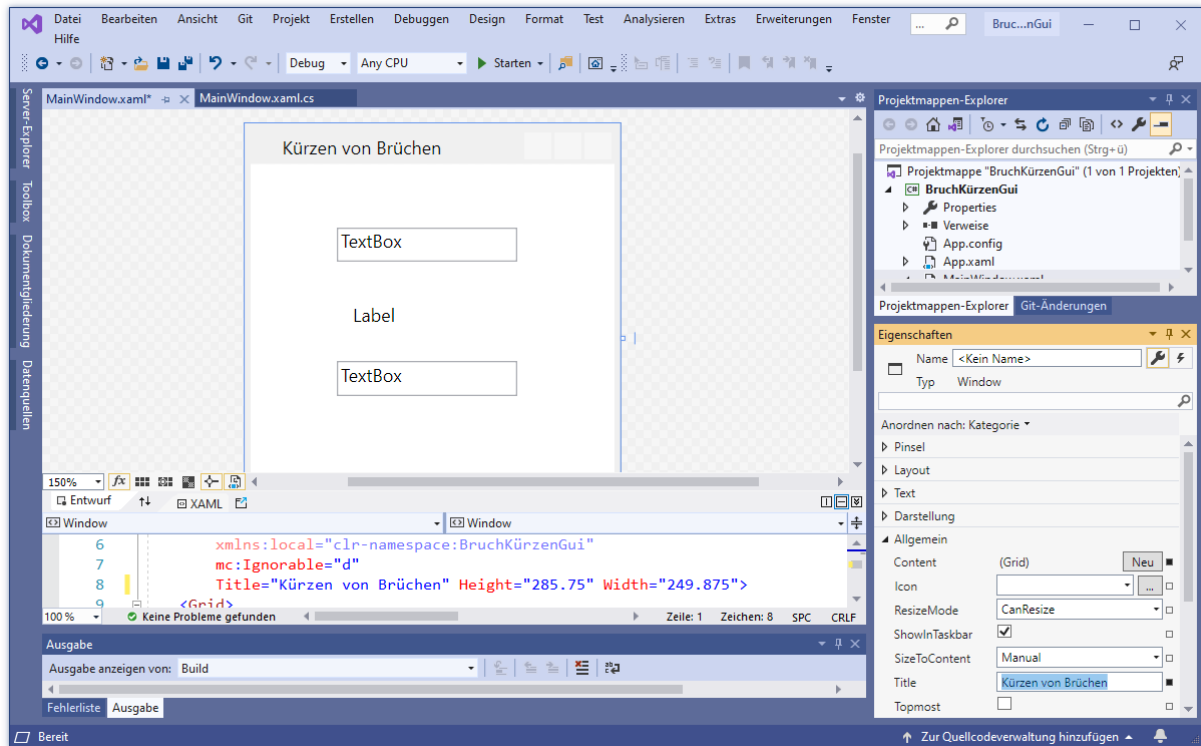 Datei Bearbeiten Ansicht Git Projekt Erstellen Debuggen Design Format Test Analysieren Extras Erweiterungen Fenster ... Bruc...nGui
Hilfe
Debug Any CPU Starten
MainWindow.xaml* MainWindow.xaml.cs
Server-Explorer
Toolbox
Dokumentgliederung
Datenquellen
Kürzen von Brüchen
TextBox
Label
TextBox
150% fx
Entwurf XAML
Window Window
6 xmlns:local="clr-namespace:BruchKürzenGui"
7 mc:Ignorable="d"
8 Title="Kürzen von Brüchen" Height="285.75" Width="249.875">
9 <Grid>
100 % Keine Probleme gefunden Zeile: 1 Zeichen: 8 SPC CRLF
Ausgabe
Ausgabe anzeigen von: Build
Fehlerliste Ausgabe
Projektmappen-Explorer
Projektmappen-Explorer durchsuchen (Strg+ü)
Projektmappe "BruchKürzenGui" (1 von 1 Projekten)
C# BruchKürzenGui
Properties
Verweise
App.config
App.xaml
MainWindow.xaml
Projektmappen-Explorer Git-Änderungen
Eigenschaften
Name <Kein Name>
Typ Window
Anordnen nach: Kategorie
Pinsel
Layout
Text
Darstellung
Allgemein
Content (Grid) Neu
Icon ...
ResizeMode CanResize
ShowInTaskbar
SizeToContent Manual
Title Kürzen von Brüchen
Topmost
Bereit Zur Quellcodeverwaltung hinzufügen